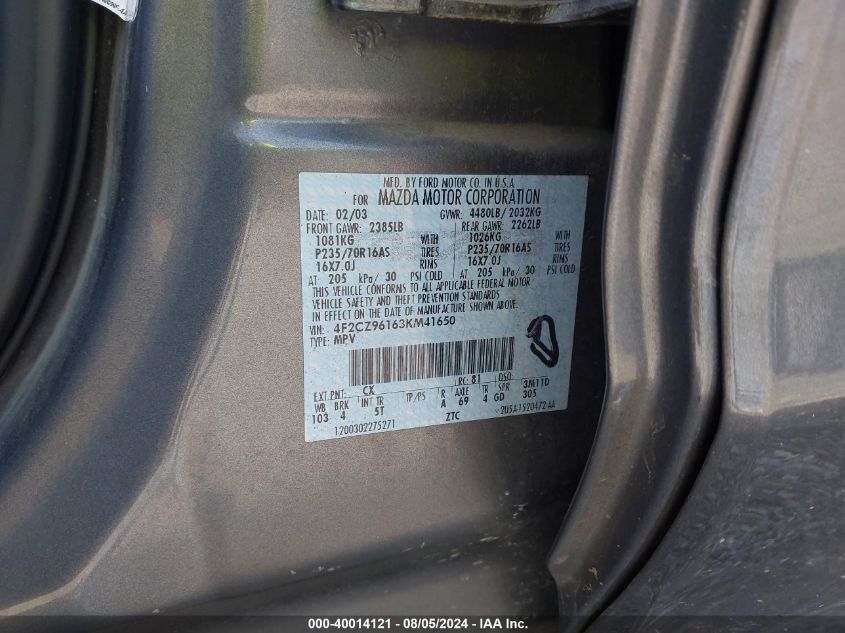 MFD. BY FORD MOTOR CO. IN U.S.A.
FOR MAZDA MOTOR CORPORATION
DATE: 02/03 GVWR: 4480LB/ 2032KG
FRONT GAWR: 2385LB REAR GAWR: 2262LB
1081KG WITH 1026KG WITH
P235/70R16AS TIRES P235/70R16AS TIRES
16X7.0J RIMS 16X7.0J RIMS
AT 205 kPa/ 30 PSI COLD AT 205 kPa/ 30 PSI COLD
THIS VEHICLE CONFORMS TO ALL APPLICABLE FEDERAL MOTOR
VEHICLE SAFETY AND THEFT PREVENTION STANDARDS
IN EFFECT ON THE DATE OF MANUFACTURE SHOWN ABOVE.
VIN: 4F2CZ96163KM41650
TYPE: MPV
EXT PNT: CX RC: 81 DSO:
WB BRK INT TR TP/PS R AXLE TR SPR 3M11D
103 4 5T A 69 4 GD 305
ZTC 2U5A1520472AA
1200302275271
000-40014121 - 08/05/2024 - IAA Inc.